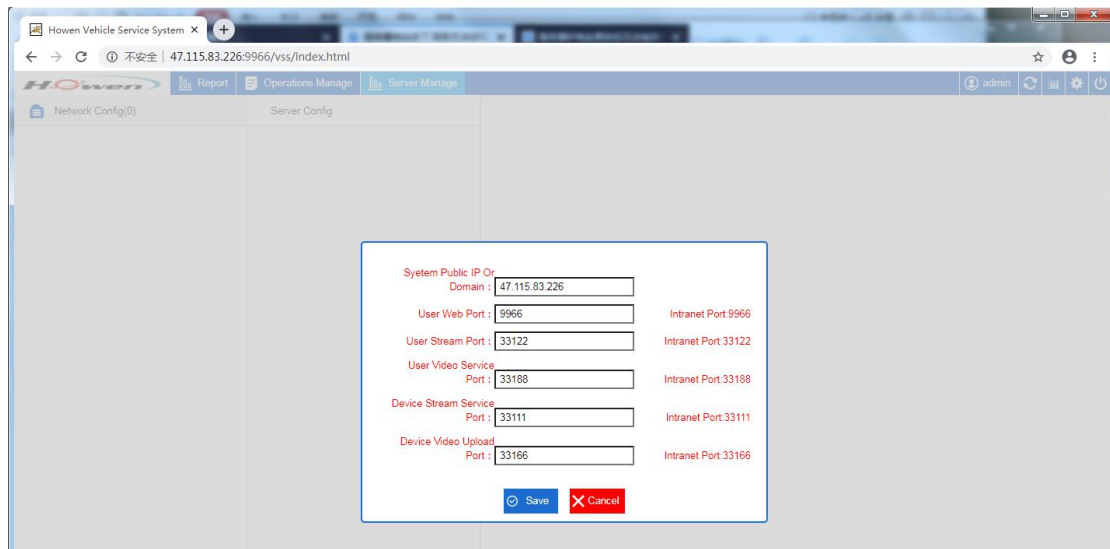 Howen Vehicle Service System
不安全 | 47.115.83.226:9966/vss/index.html
HOwen Report Operations Manage Server Manage admin
Network Config(0) Server Config
Syetem Public IP Or
Domain : 47.115.83.226
User Web Port : 9966 Intranet Port:9966
User Stream Port : 33122 Intranet Port:33122
User Video Service
Port : 33188 Intranet Port:33188
Device Stream Service
Port : 33111 Intranet Port:33111
Device Video Upload
Port : 33166 Intranet Port:33166
Save Cancel